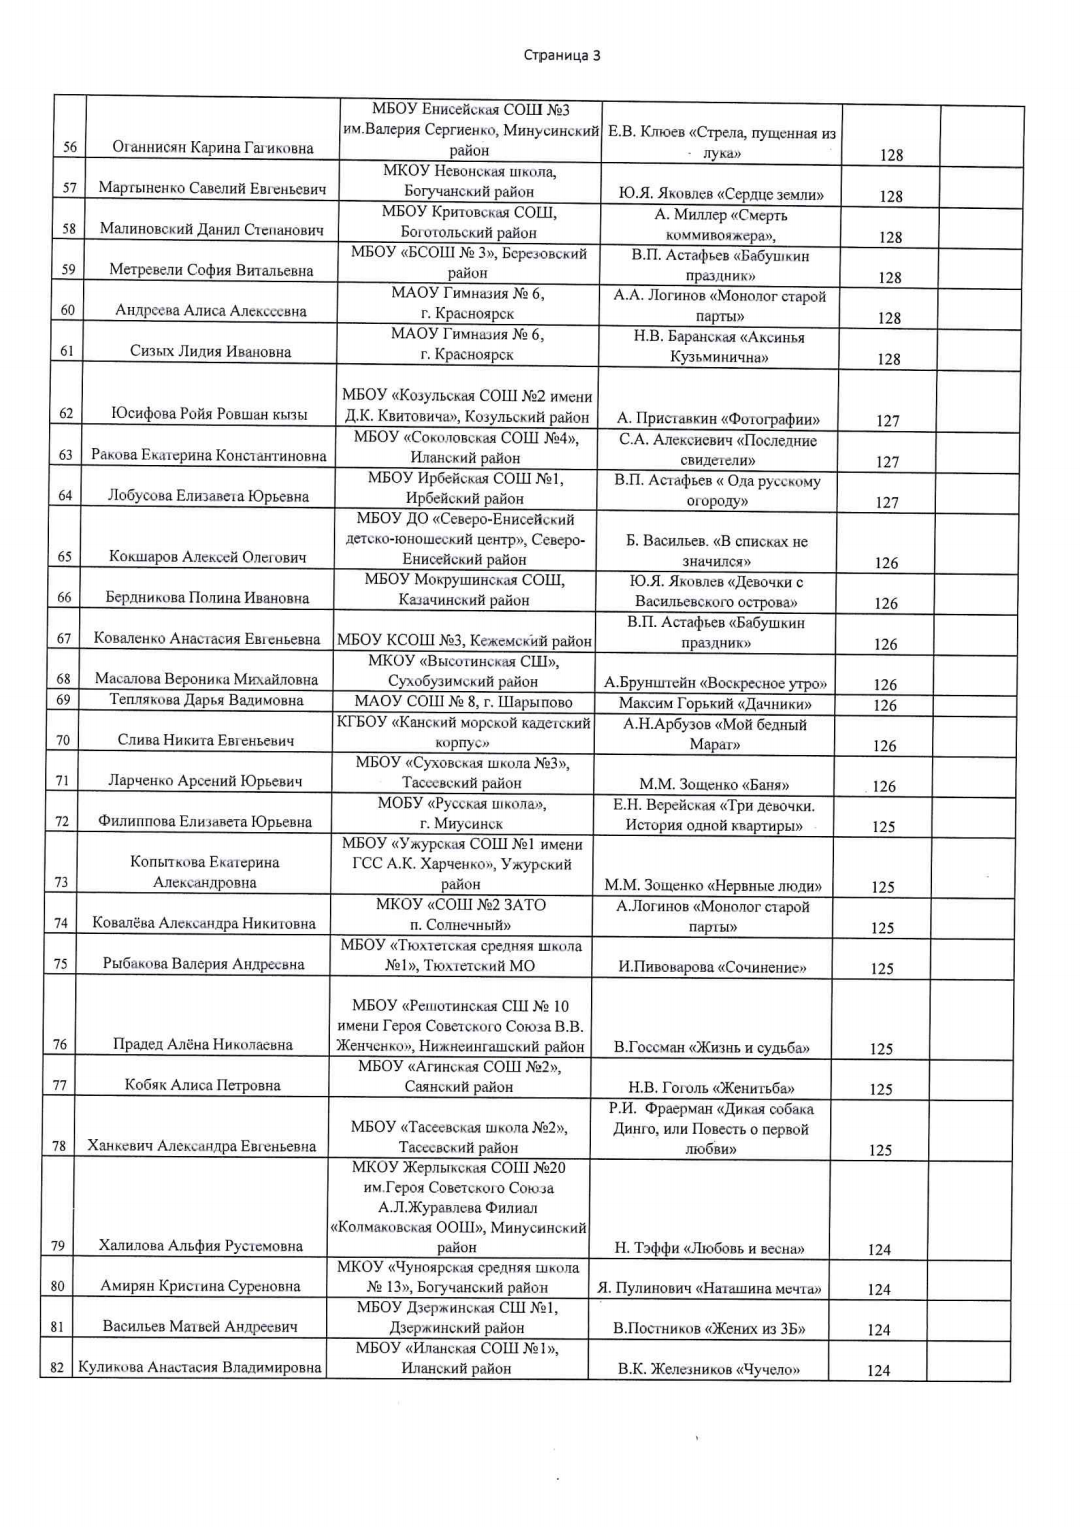 Страница 3
МБОУ Енисейская СОШ №3
им.Валерия Сергиенко, Минусинский
район
56 Оганнисян Карина Гагиковна
Е.В. Клюев «Стрела, пущенная из
лука»
128
57 Мартыненко Савелий Евгеньевич
МКОУ Невонская школа,
Богучанский район
Ю.Я. Яковлев «Сердце земли»
128
58 Малиновский Данил Степанович
МБОУ Критовская СОШ,
Боготольский район
А. Миллер «Смерть
коммивояжера»,
128
59 Метревели София Витальевна
МБОУ «БСОШ № 3», Березовский
район
В.П. Астафьев «Бабушкин
праздник»
128
60 Андреева Алиса Алексеевна
МАОУ Гимназия № 6,
г. Красноярск
А.А. Логинов «Монолог старой
парты»
128
61 Сизых Лидия Ивановна
МАОУ Гимназия № 6,
г. Красноярск
Н.В. Баранская «Аксинья
Кузьминична»
128
62 Юсифова Ройя Ровшан кызы
МБОУ «Козульская СОШ №2 имени
Д.К. Квитовича», Козульский район
А. Приставкин «Фотографии»
127
63 Ракова Екатерина Константиновна
МБОУ «Соколовская СОШ №4»,
Иланский район
С.А. Алексиевич «Последние
свидетели»
127
64 Лобусова Елизавета Юрьевна
МБОУ Ирбейская СОШ №1,
Ирбейский район
В.П. Астафьев « Ода русскому
огороду»
127
65 Кокшаров Алексей Олегович
МБОУ ДО «Северо-Енисейский
детско-юношеский центр», Северо-
Енисейский район
Б. Васильев. «В списках не
значился»
126
66 Бердникова Полина Ивановна
МБОУ Мокрушинская СОШ,
Казачинский район
Ю.Я. Яковлев «Девочки с
Васильевского острова»
126
67 Коваленко Анастасия Евгеньевна
МБОУ КСОШ №3, Кежемский район
В.П. Астафьев «Бабушкин
праздник»
126
68 Масалова Вероника Михайловна
МКОУ «Высотинская СШ»,
Сухобузимский район
А.Брунштейн «Воскресное утро»
126
69 Теплякова Дарья Вадимовна
МАОУ СОШ № 8, г. Шарыпово
Максим Горький «Дачники»
126
70 Слива Никита Евгеньевич
КГБОУ «Канский морской кадетский
корпус»
А.Н.Арбузов «Мой бедный
Марат»
126
71 Ларченко Арсений Юрьевич
МБОУ «Суховская школа №3»,
Тасеевский район
М.М. Зощенко «Баня»
126
72 Филиппова Елизавета Юрьевна
МОБУ «Русская школа»,
г. Миусинск
Е.Н. Верейская «Три девочки.
История одной квартиры»
125
73 Копыткова Екатерина
Александровна
МБОУ «Ужурская СОШ №1 имени
ГСС А.К. Харченко», Ужурский
район
М.М. Зощенко «Нервные люди»
125
74 Ковалёва Александра Никитовна
МКОУ «СОШ №2 ЗАТО
п. Солнечный»
А.Логинов «Монолог старой
парты»
125
75 Рыбакова Валерия Андреевна
МБОУ «Тюхтетская средняя школа
№1», Тюхтетский МО
И.Пивоварова «Сочинение»
125
76 Прадед Алёна Николаевна
МБОУ «Решотинская СШ № 10
имени Героя Советского Союза В.В.
Женченко», Нижнеингашский район
В.Госсман «Жизнь и судьба»
125
77 Кобяк Алиса Петровна
МБОУ «Агинская СОШ №2»,
Саянский район
Н.В. Гоголь «Женитьба»
125
78 Ханкевич Александра Евгеньевна
МБОУ «Тасеевская школа №2»,
Тасеевский район
Р.И. Фраерман «Дикая собака
Динго, или Повесть о первой
любви»
125
79 Халилова Альфия Рустемовна
МКОУ Жерлыкская СОШ №20
им.Героя Советского Союза
А.Л.Журавлева Филиал
«Колмаковская ООШ», Минусинский
район
Н. Тэффи «Любовь и весна»
124
80 Амирян Кристина Суреновна
МКОУ «Чуноярская средняя школа
№ 13», Богучанский район
Я. Пулинович «Наташина мечта»
124
81 Васильев Матвей Андреевич
МБОУ Дзержинская СШ №1,
Дзержинский район
В.Постников «Жених из 3Б»
124
82 Куликова Анастасия Владимировна
МБОУ «Иланская СОШ №1»,
Иланский район
В.К. Железников «Чучело»
124